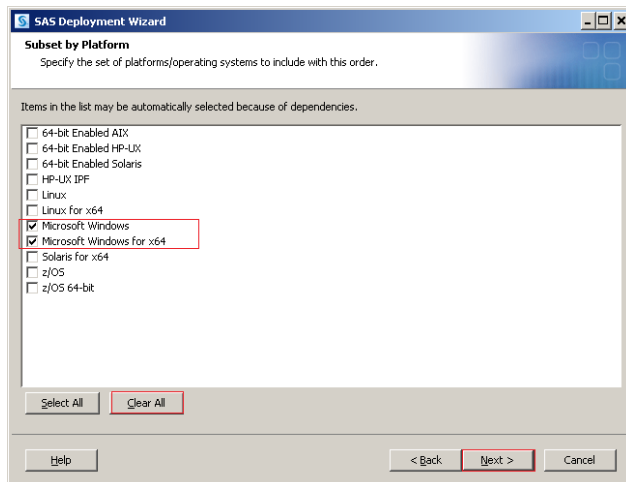 SAS Deployment Wizard
Subset by Platform
Specify the set of platforms/operating systems to include with this order.
Items in the list may be automatically selected because of dependencies.
64-bit Enabled AIX
64-bit Enabled HP-UX
64-bit Enabled Solaris
HP-UX IPF
Linux
Linux for x64
Microsoft Windows
Microsoft Windows for x64
Solaris for x64
z/OS
z/OS 64-bit
Select All Clear All
Help < Back Next > Cancel